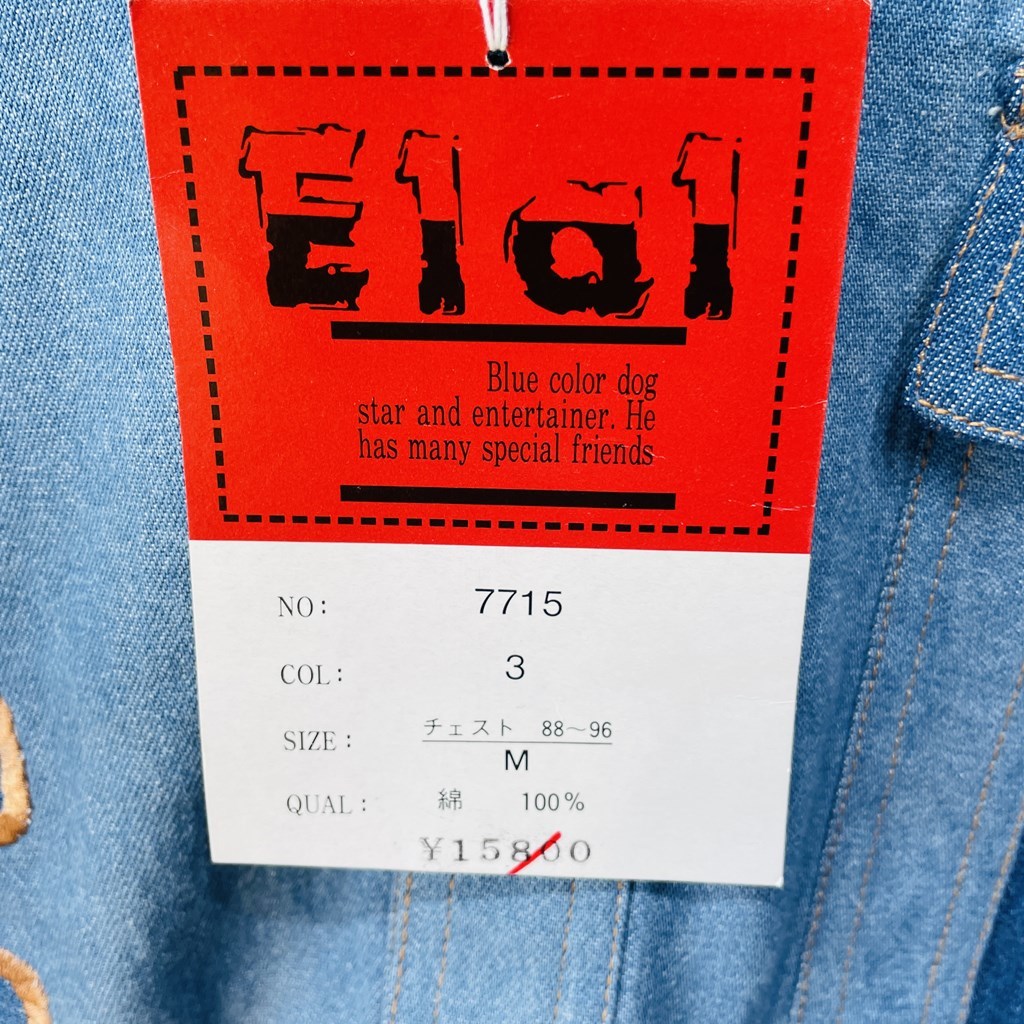 Elal
Blue color dog
star and entertainer. He
has many special friends
NO: 7715
COL: 3
SIZE: チェスト 88~96
M
QUAL: 綿 100%
¥15800